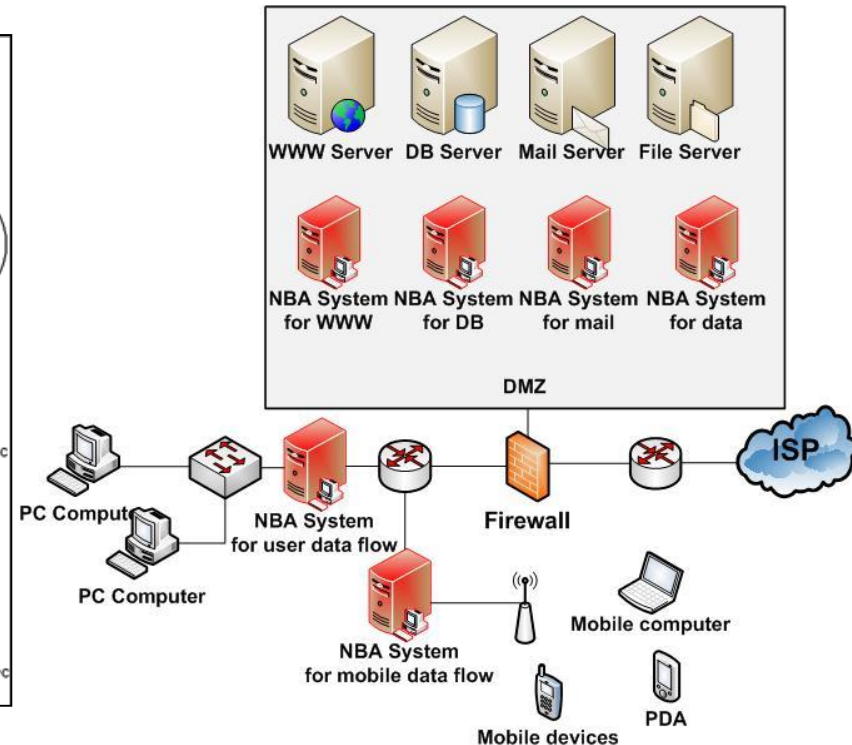 WWW Server
DB Server
Mail Server
File Server
NBA System
for WWW
NBA System
for DB
NBA System
for mail
NBA System
for data
DMZ
ISP
PC Computer
NBA System
for user data flow
Firewall
PC Computer
NBA System
for mobile data flow
Mobile computer
Mobile devices
PDA